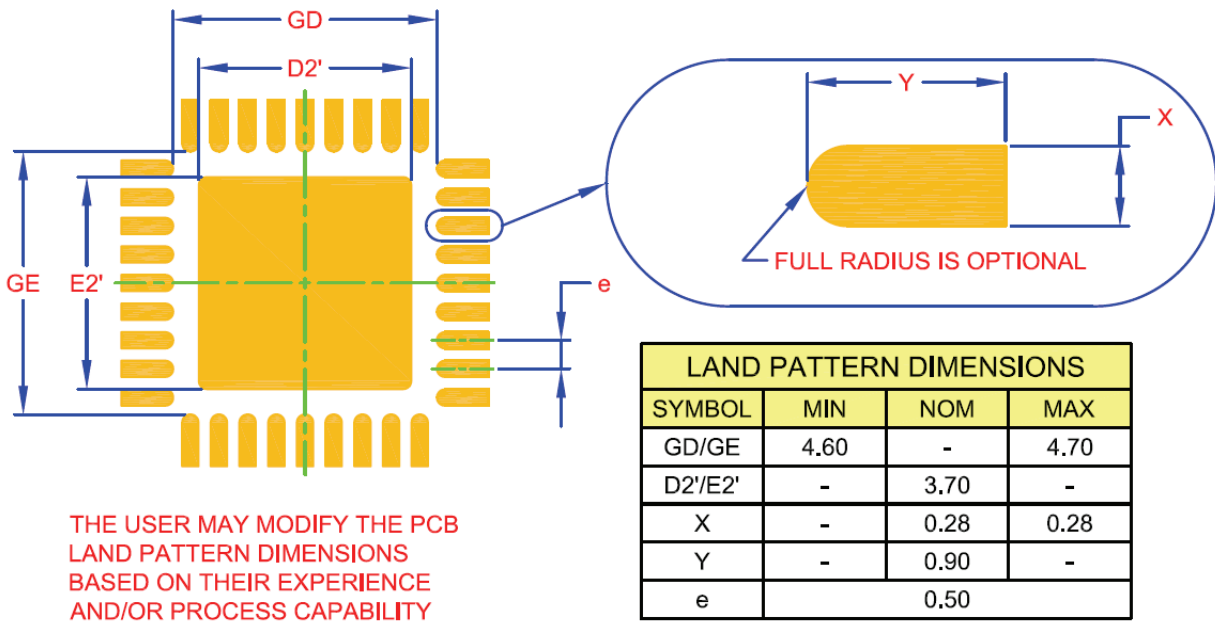 GD
D2'
GE
E2'
e
Y
X
FULL RADIUS IS OPTIONAL
THE USER MAY MODIFY THE PCB
LAND PATTERN DIMENSIONS
BASED ON THEIR EXPERIENCE
AND/OR PROCESS CAPABILITY
LAND PATTERN DIMENSIONS
SYMBOL MIN NOM MAX
GD/GE 4.60 - 4.70
D2'/E2' - 3.70 -
X - 0.28 0.28
Y - 0.90 -
e 0.50